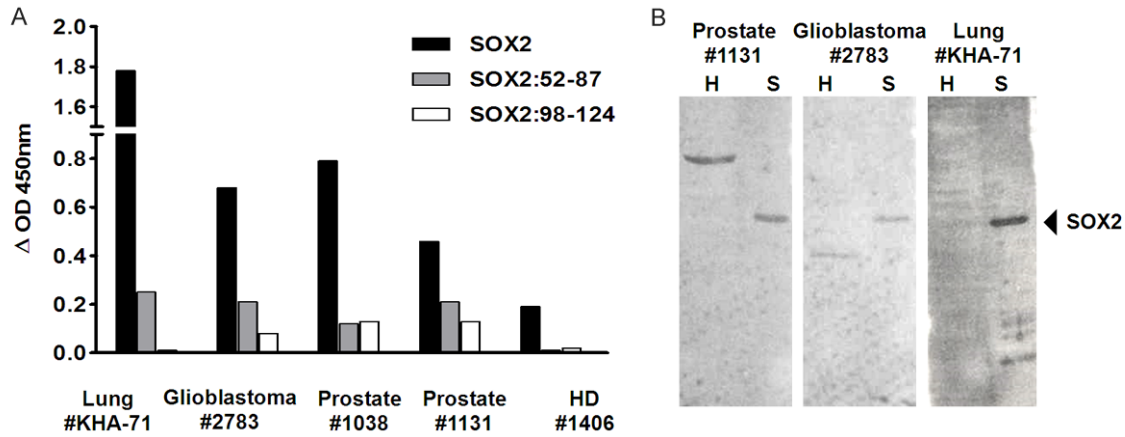 A
2.0
1.8
1.6
0.8
0.6
0.4
0.2
0.0
Δ OD 450nm
SOX2
SOX2:52-87
SOX2:98-124
Lung
#KHA-71
Glioblastoma
#2783
Prostate
#1038
Prostate
#1131
HD
#1406
B
Prostate
#1131
Glioblastoma
#2783
Lung
#KHA-71
H S H S H S
SOX2